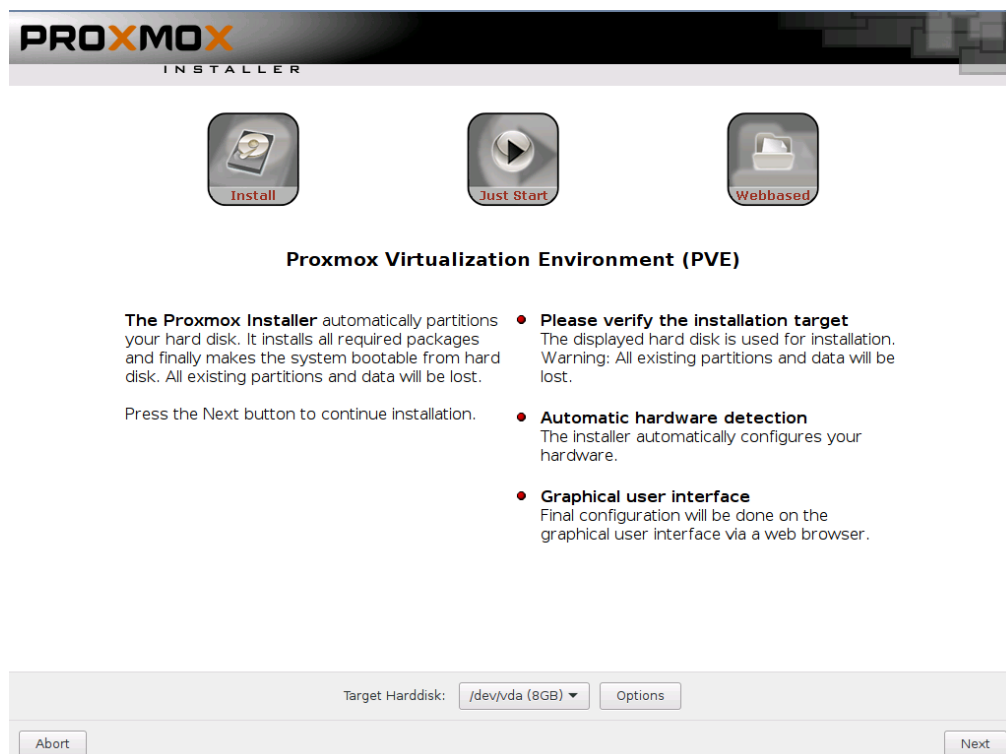 PROXMOX
INSTALLER
Install
Just Start
Webbased
Proxmox Virtualization Environment (PVE)
The Proxmox Installer automatically partitions
your hard disk. It installs all required packages
and finally makes the system bootable from hard
disk. All existing partitions and data will be lost.
Press the Next button to continue installation.
Please verify the installation target
The displayed hard disk is used for installation.
Warning: All existing partitions and data will be
lost.
Automatic hardware detection
The installer automatically configures your
hardware.
Graphical user interface
Final configuration will be done on the
graphical user interface via a web browser.
Target Harddisk: /dev/vda (8GB) Options
Abort Next